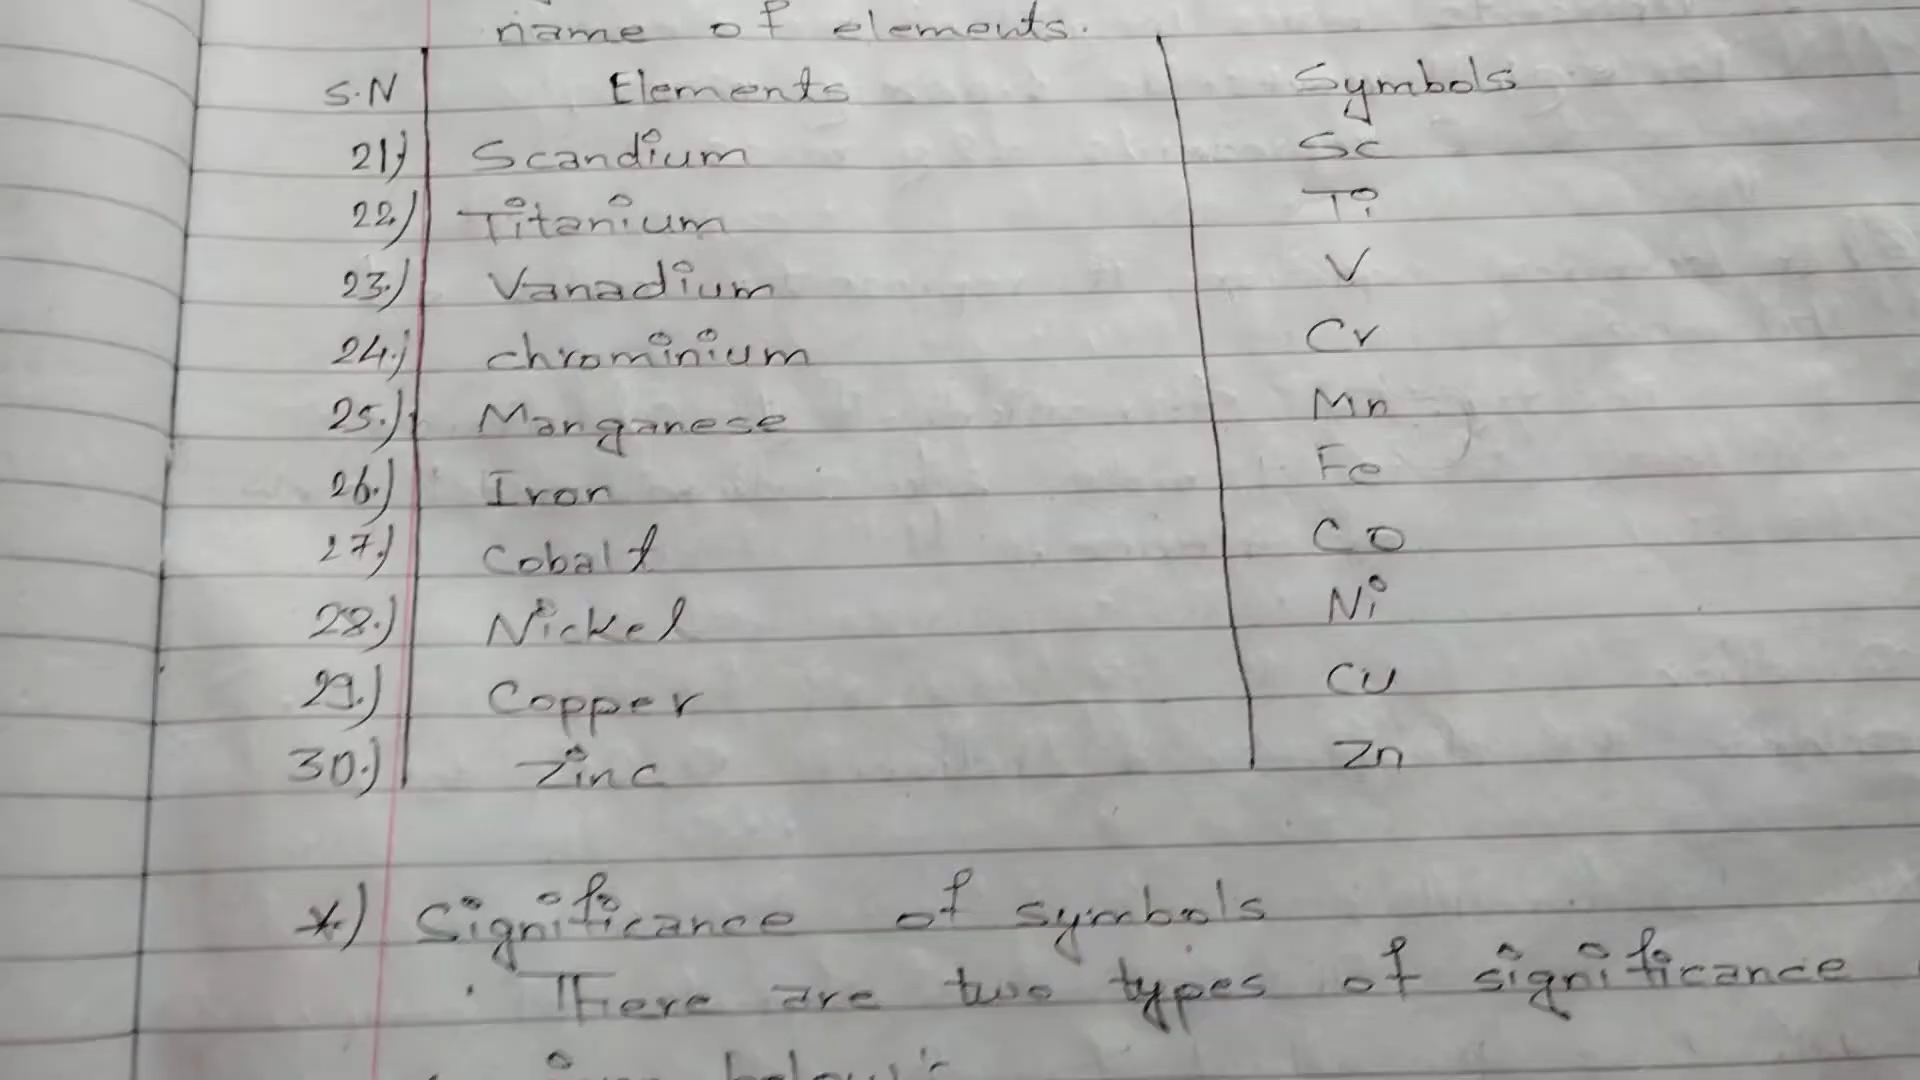 name of elements.
S.N Elements Symbols
21.) Scandium Sc
22.) Titanium Ti
23.) Vanadium V
24.) chrominium Cr
25.) Manganese Mn
26.) Iron Fe
27.) Cobalt CO
28.) Nickel Ni
29.) Copper Cu
30.) Zinc Zn
*.) Significance of symbols
. There are two types of significance
below: